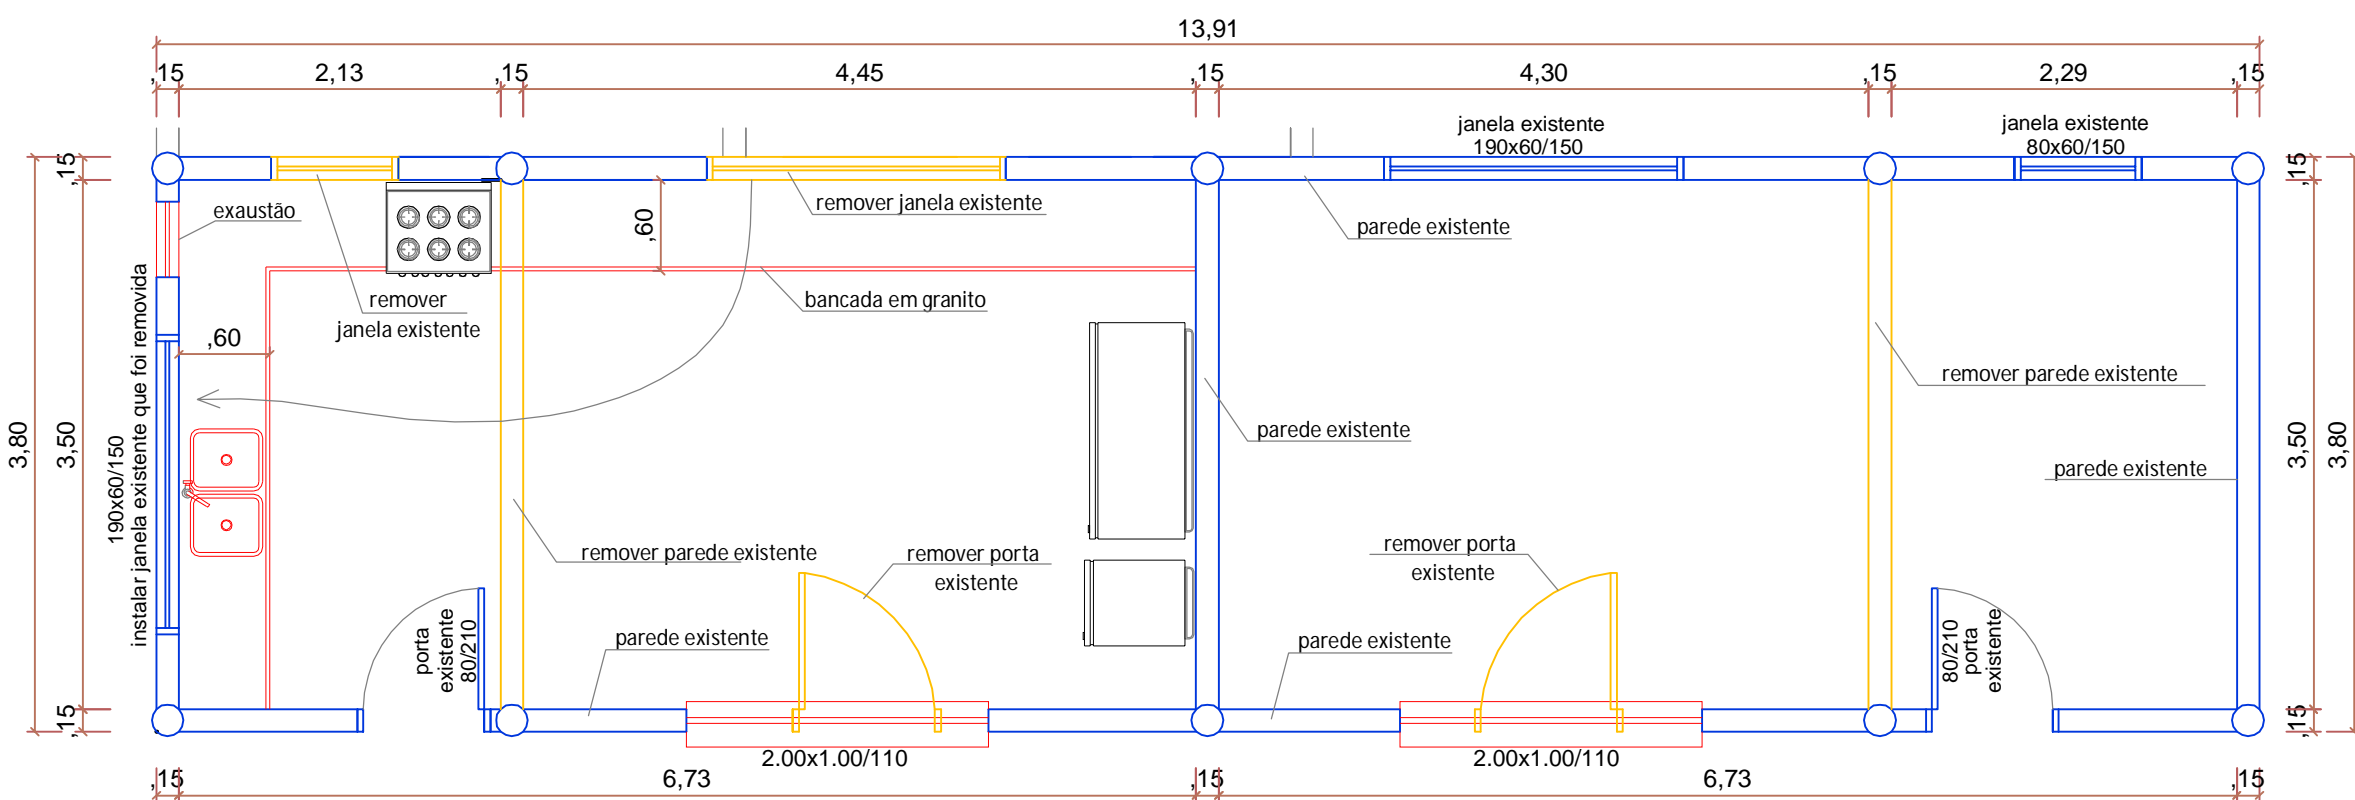 13,91
,15
2,13
,15
4,45
,15
4,30
,15
2,29
,15
janela existente
190x60/150
janela existente
80x60/150
,15
,15
exaustão
remover janela existente
,60
parede existente
remover
janela existente
bancada em granito
,60
remover parede existente
3,80
3,50
190x60/150
instalar janela existente que foi removida
parede existente
parede existente
3,50
3,80
remover parede existente
remover porta
existente
remover porta
existente
porta
existente
80/210
parede existente
parede existente
80/210
porta
existente
,15
,15
2.00x1.00/110
2.00x1.00/110
,15
6,73
,15
6,73
,15